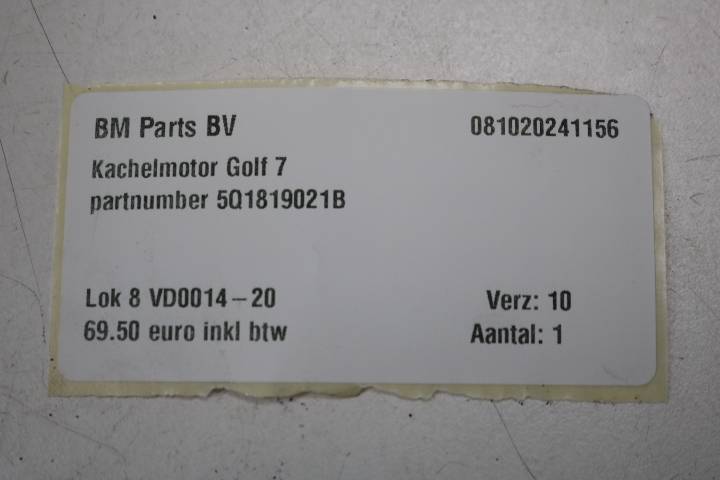 BM Parts BV 081020241156
Kachelmotor Golf 7
partnumber 5Q1819021B
Lok 8 VD0014-20 Verz: 10
69.50 euro inkl btw Aantal: 1